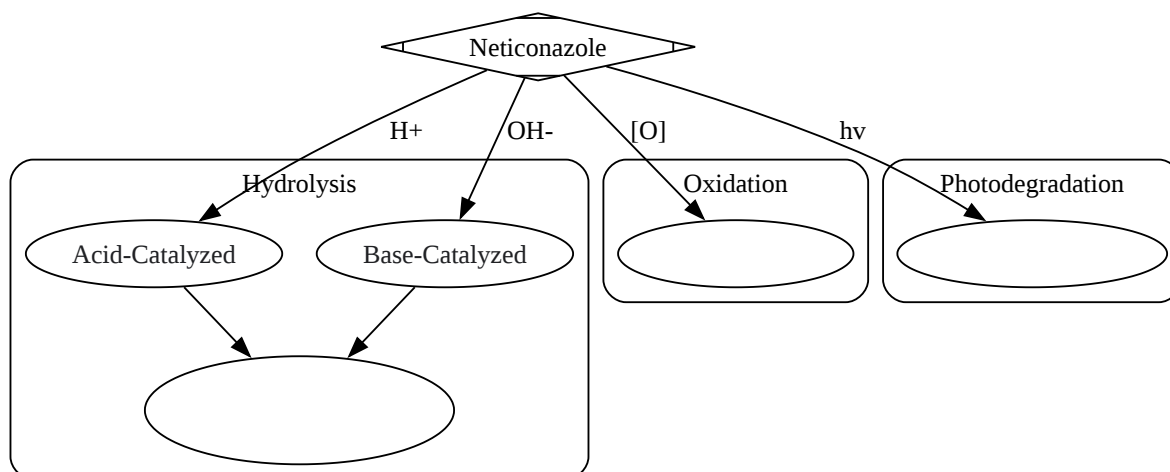 Neticonazole
H+
OH-
[O]
hv
Hydrolysis
Oxidation
Photodegradation
Acid-Catalyzed
Base-Catalyzed